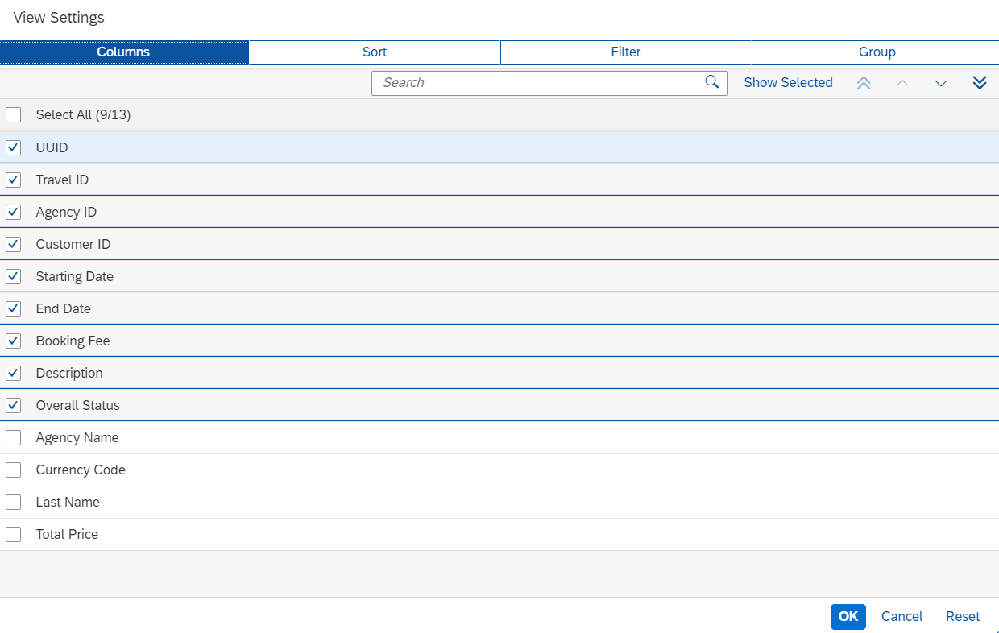 View Settings
Columns Sort Filter Group
Search Show Selected
Select All (9/13)
UUID
Travel ID
Agency ID
Customer ID
Starting Date
End Date
Booking Fee
Description
Overall Status
Agency Name
Currency Code
Last Name
Total Price
OK Cancel Reset